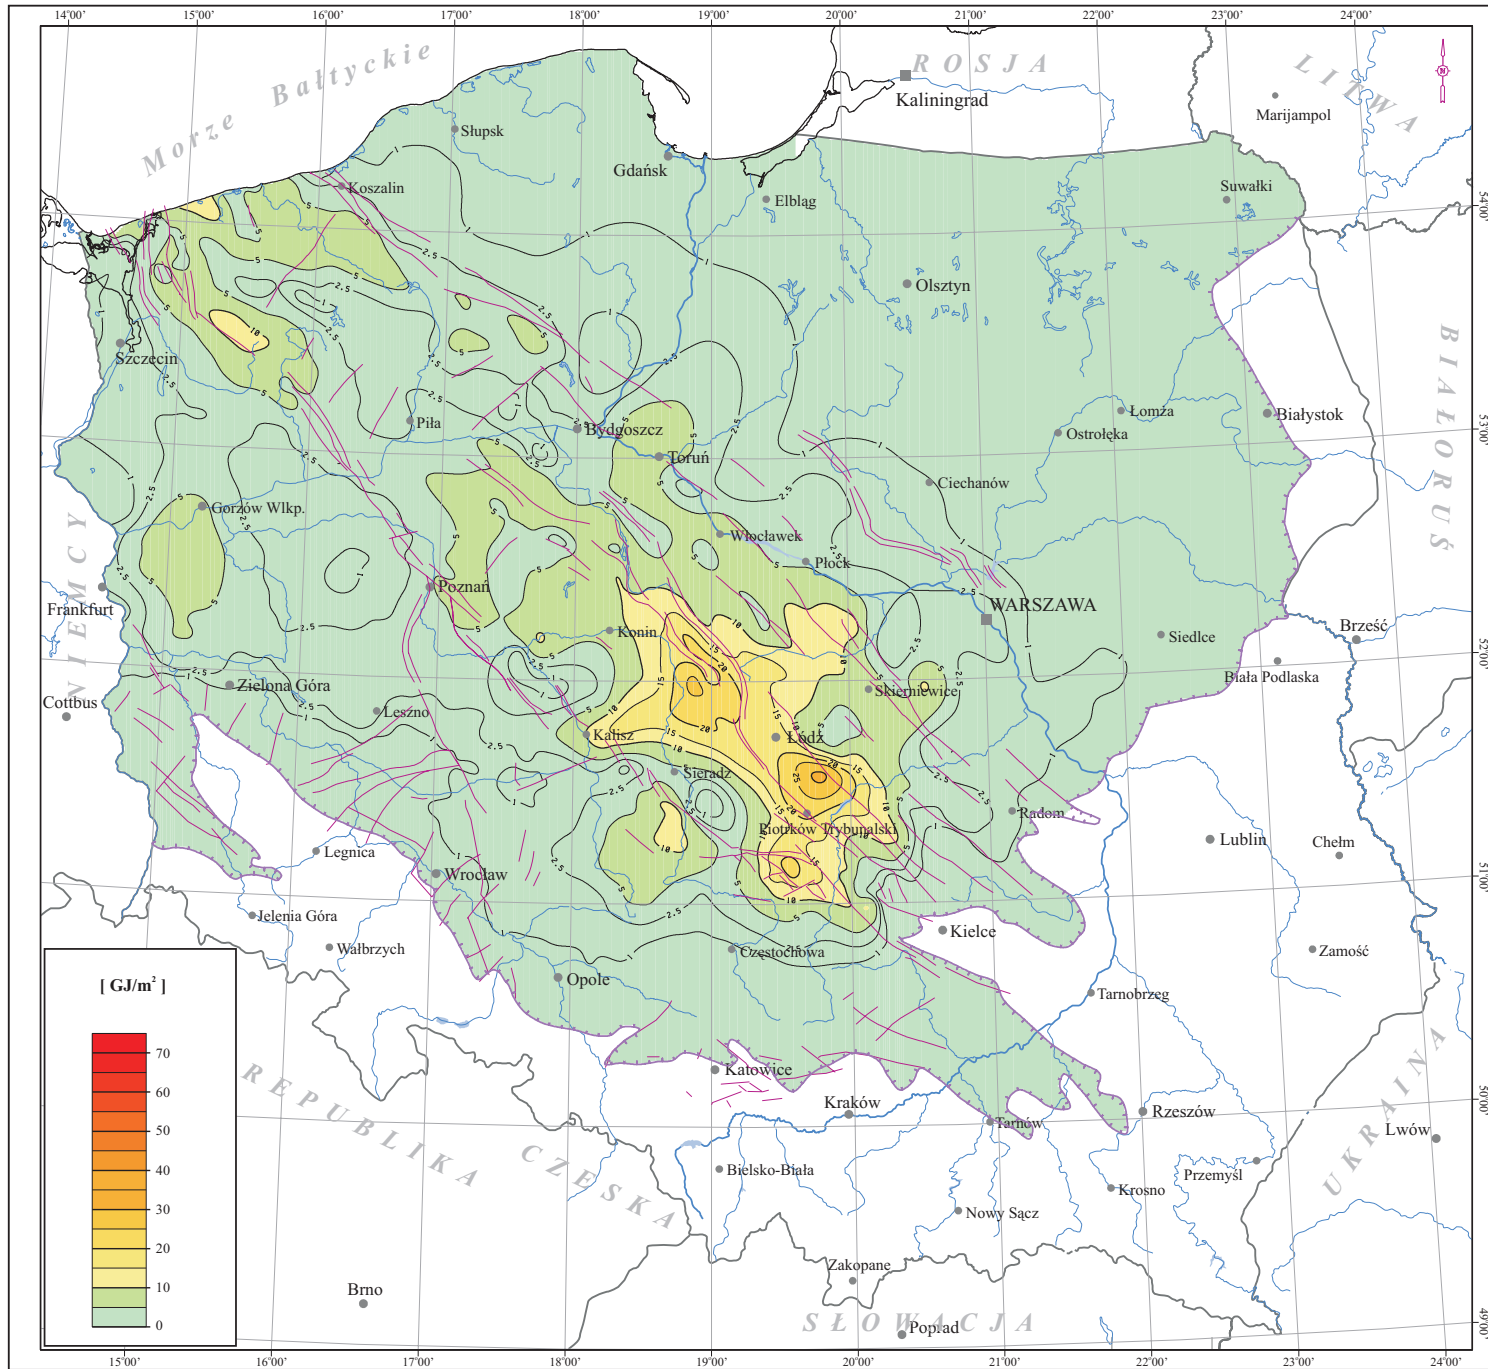 14°00' 15°00' 16°00' 17°00' 18°00' 19°00' 20°00' 21°00' 22°00' 23°00' 24°00'
Morze Bałtyckie
ROSJA
LITWA
Kaliningrad
Marijampol
Słupsk
Gdańsk
Koszalin
Elbląg
Suwałki
54°00'
Olsztyn
Szczecin
BIAŁORUŚ
Piła
Bydgoszcz
Łomża
Białystok
Ostrołęka
53°00'
Toruń
Ciechanów
Gorzów Wlkp.
Włocławek
Płock
NIEMCY
Poznań
Frankfurt
WARSZAWA
Konin
Siedlce
Brześć
52°00'
Biała Podlaska
Zielona Góra
Skierniewice
Cottbus
Leszno
Kalisz
Łódź
Sieradz
Radom
Piotrków Trybunalski
Lublin
Chełm
Legnica
Wrocław
51°00'
Jelenia Góra
Kielce
Wałbrzych
Częstochowa
Zamość
Opole
Tarnobrzeg
[ GJ/m² ]
70
60
50
40
30
20
10
0
Katowice
Kraków
Tarnów
Rzeszów
50°00'
Lwów
UKRAINA
REPUBLIKA CZESKA
Bielsko-Biała
Przemyśl
Krosno
Nowy Sącz
Zakopane
Brno
SŁOWACJA
Poprad
49°00'
15°00' 16°00' 17°00' 18°00' 19°00' 20°00' 21°00' 22°00' 23°00' 24°00'